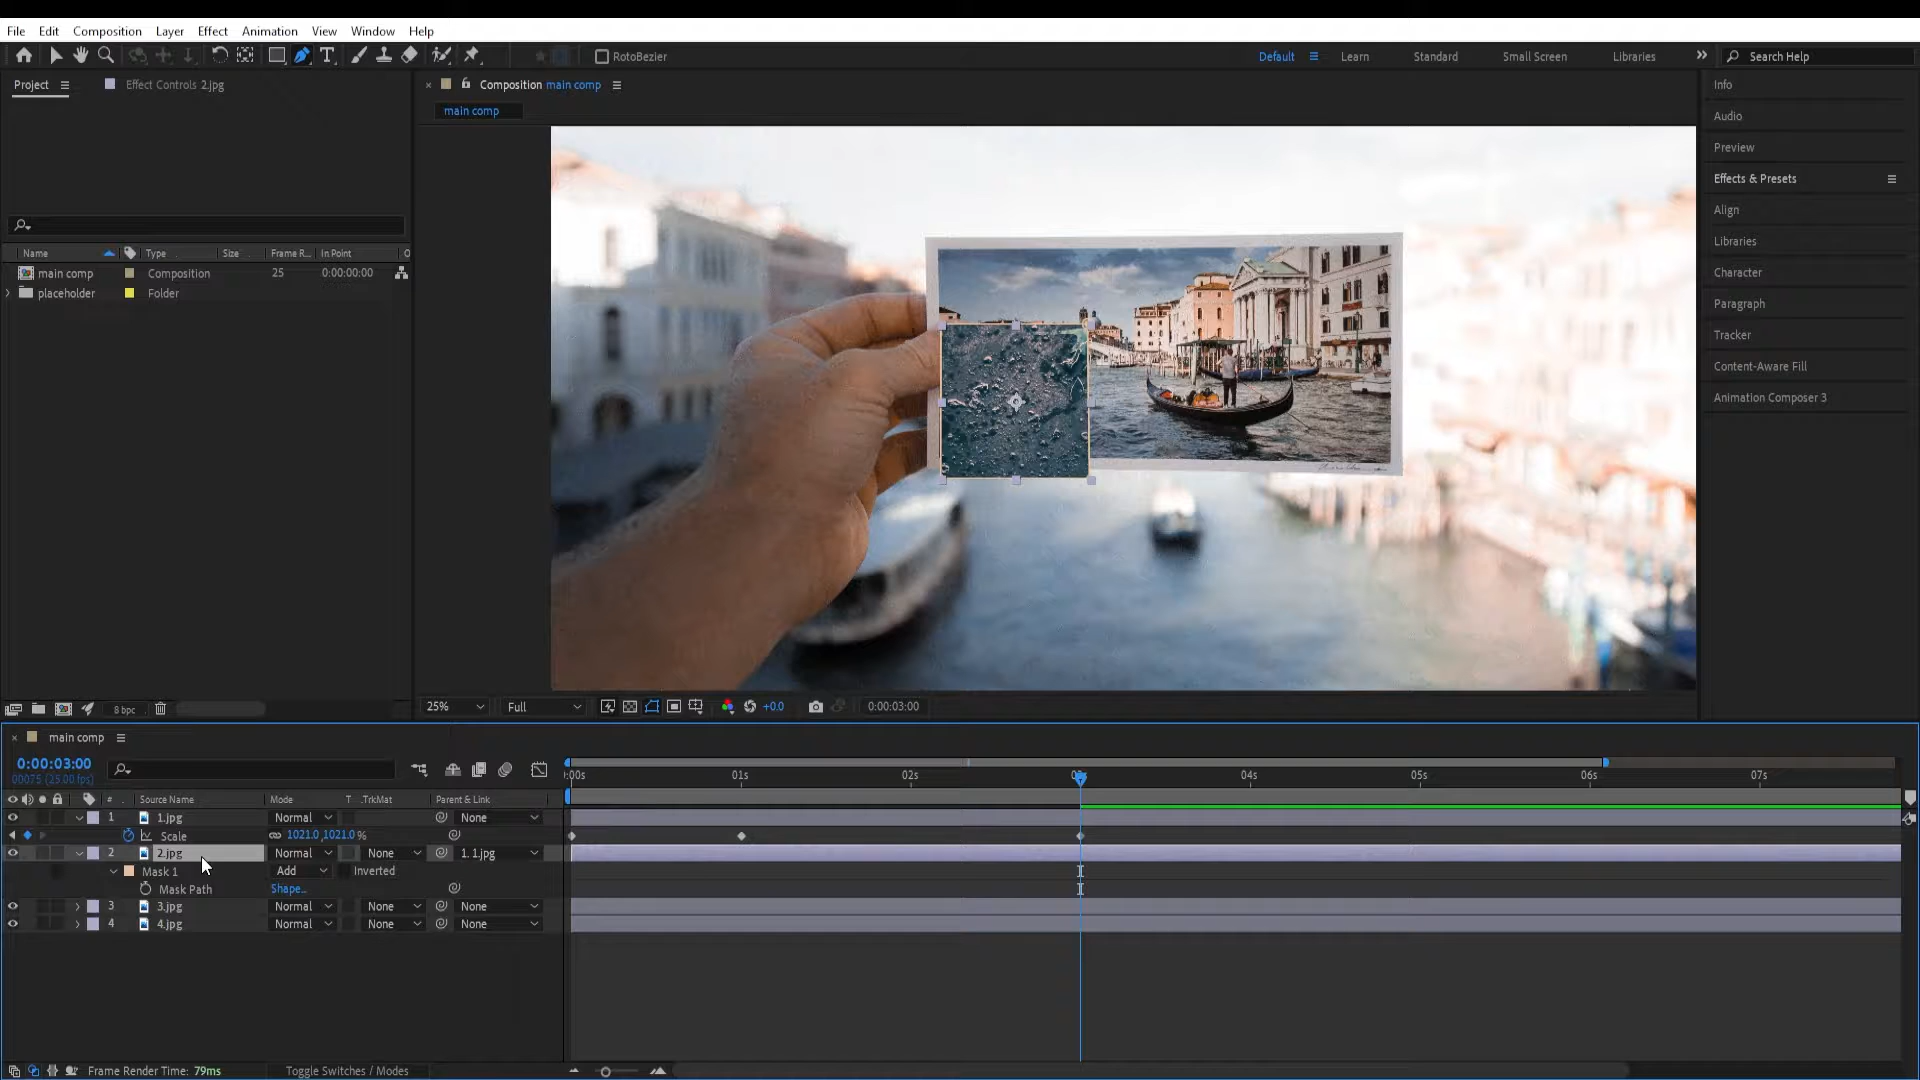 File Edit Composition Layer Effect Animation View Window Help
RotoBezier Default Learn Standard Small Screen Libraries Search Help
Project Effect Controls 2.jpg Composition main comp Info
main comp Audio
Preview
Effects & Presets
Align
Libraries
Character
Paragraph
Tracker
Content-Aware Fill
Animation Composer 3
Name Type Size Frame R... In Point
main comp Composition 25 0:00:00:00
placeholder Folder
8 bpc 25% Full +0.0 0:00:03:00
main comp
0:00:03:00
00075 (25.00 fps)
:00s 01s 02s 04s 05s 06s 07s
# Source Name Mode T .TrkMat Parent & Link
1 1.jpg Normal None
Scale 1021.0,1021.0 %
2 2.jpg Normal None 1. 1.jpg
Mask 1 Add Inverted
Mask Path Shape...
3 3.jpg Normal None None
4 4.jpg Normal None None
Frame Render Time: 79ms Toggle Switches / Modes